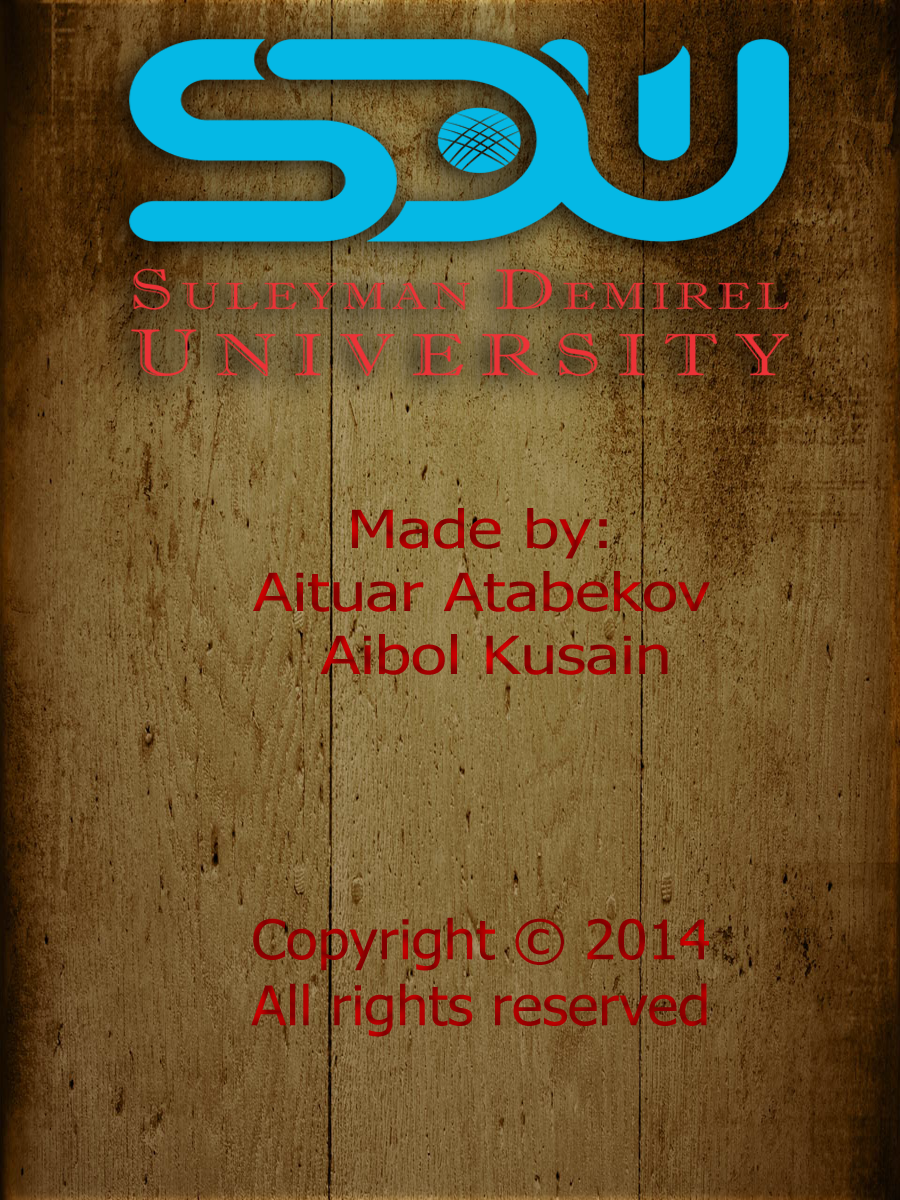 SDU
SULEYMAN DEMIREL
UNIVERSITY
Made by:
Aituar Atabekov
Aibol Kusain
Copyright © 2014
All rights reserved